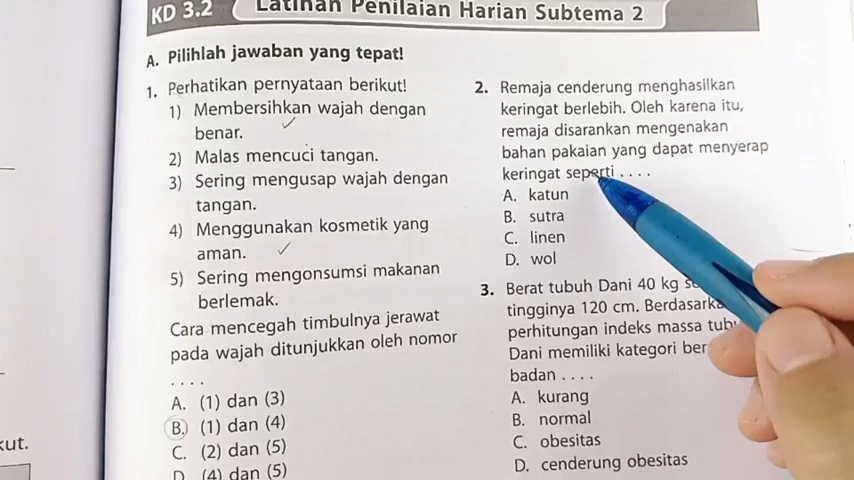 KD 3.2
Latihan Penilaian Harian Subtema 2
A. Pilihlah jawaban yang tepat!
1. Perhatikan pernyataan berikut!
1) Membersihkan wajah dengan
benar.
2) Malas mencuci tangan.
3) Sering mengusap wajah dengan
tangan.
4) Menggunakan kosmetik yang
aman.
5) Sering mengonsumsi makanan
berlemak.
Cara mencegah timbulnya jerawat
pada wajah ditunjukkan oleh nomor
. . . .
A. (1) dan (3)
B. (1) dan (4)
C. (2) dan (5)
D. (4) dan (5)
2. Remaja cenderung menghasilkan
keringat berlebih. Oleh karena itu,
remaja disarankan mengenakan
bahan pakaian yang dapat menyerap
keringat seperti . . . .
A. katun
B. sutra
C. linen
D. wol
3. Berat tubuh Dani 40 kg
tingginya 120 cm.
perhitungan indeks massa
Dani memiliki kategori
badan . . . .
A. kurang
B. normal
C. obesitas
D. cenderung obesitas
kut.